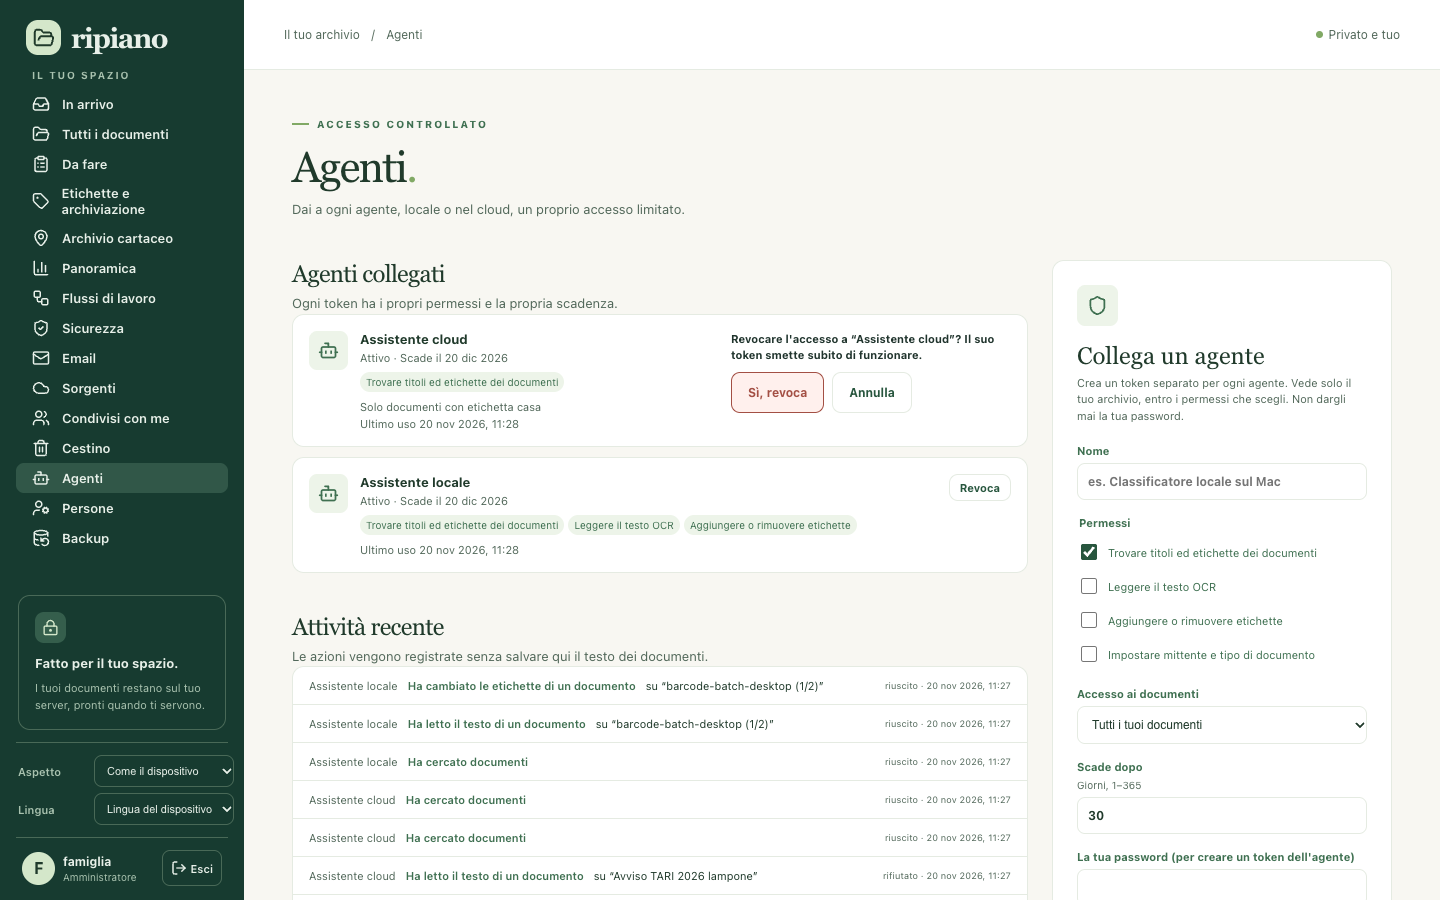 ripiano
IL TUO SPAZIO
In arrivo
Tutti i documenti
Da fare
Etichette e
archiviazione
Archivio cartaceo
Panoramica
Flussi di lavoro
Sicurezza
Email
Sorgenti
Condivisi con me
Cestino
Agenti
Persone
Backup
Fatto per il tuo spazio.
I tuoi documenti restano sul tuo
server, pronti quando ti servono.
Aspetto Come il dispositivo
Lingua Lingua del dispositivo
F famiglia
Amministratore
Esci
Il tuo archivio / Agenti
Privato e tuo
ACCESSO CONTROLLATO
Agenti.
Dai a ogni agente, locale o nel cloud, un proprio accesso limitato.
Agenti collegati
Ogni token ha i propri permessi e la propria scadenza.
Assistente cloud
Attivo · Scade il 20 dic 2026
Trovare titoli ed etichette dei documenti
Solo documenti con etichetta casa
Ultimo uso 20 nov 2026, 11:28
Revocare l'accesso a “Assistente cloud”? Il suo
token smette subito di funzionare.
Sì, revoca Annulla
Assistente locale
Attivo · Scade il 20 dic 2026
Trovare titoli ed etichette dei documenti Leggere il testo OCR Aggiungere o rimuovere etichette
Ultimo uso 20 nov 2026, 11:28
Revoca
Attività recente
Le azioni vengono registrate senza salvare qui il testo dei documenti.
Assistente locale Ha cambiato le etichette di un documento su “barcode-batch-desktop (1/2)” riuscito · 20 nov 2026, 11:27
Assistente locale Ha letto il testo di un documento su “barcode-batch-desktop (1/2)” riuscito · 20 nov 2026, 11:27
Assistente locale Ha cercato documenti riuscito · 20 nov 2026, 11:27
Assistente cloud Ha cercato documenti riuscito · 20 nov 2026, 11:27
Assistente cloud Ha cercato documenti riuscito · 20 nov 2026, 11:27
Assistente cloud Ha letto il testo di un documento su “Avviso TARI 2026 lampone” rifiutato · 20 nov 2026, 11:27
Collega un agente
Crea un token separato per ogni agente. Vede solo il
tuo archivio, entro i permessi che scegli. Non dargli
mai la tua password.
Nome
es. Classificatore locale sul Mac
Permessi
Trovare titoli ed etichette dei documenti
Leggere il testo OCR
Aggiungere o rimuovere etichette
Impostare mittente e tipo di documento
Accesso ai documenti
Tutti i tuoi documenti
Scade dopo
Giorni, 1–365
30
La tua password (per creare un token dell'agente)